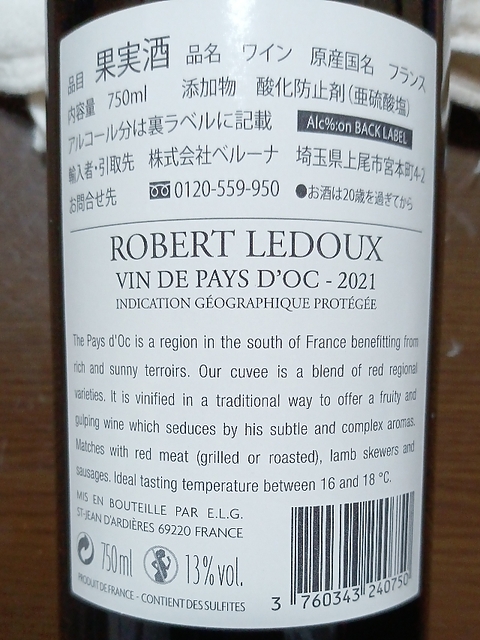 品目 果実酒 品名 ワイン 原産国名 フランス
内容量 750ml 添加物 酸化防止剤(亜硫酸塩)
アルコール分は裏ラベルに記載 Alc%:on BACK LABEL
輸入者・引取先 株式会社ベルーナ 埼玉県上尾市宮本町4-2
お問合せ先 0120-559-950 ●お酒は20歳を過ぎてから
ROBERT LEDOUX
VIN DE PAYS D'OC - 2021
INDICATION GÉOGRAPHIQUE PROTÉGÉE
The Pays d'Oc is a region in the south of France benefitting from
rich and sunny terroirs. Our cuvee is a blend of red regional
varieties. It is vinified in a traditional way to offer a fruity and
gulping wine which seduces by his subtle and complex aromas.
Matches with red meat (grilled or roasted), lamb skewers and
sausages. Ideal tasting temperature between 16 and 18 °C.
MIS EN BOUTEILLE PAR E.L.G.
ST-JEAN D'ARDIÈRES 69220 FRANCE
750ml 13% vol.
PRODUIT DE FRANCE - CONTIENT DES SULFITES
3 760343 240750